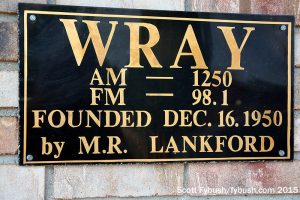 WRAY
AM — 1250
FM — 98.1
FOUNDED DEC. 16, 1950
by M.R. LANKFORD
Scott Fybush/fybush.com 2015